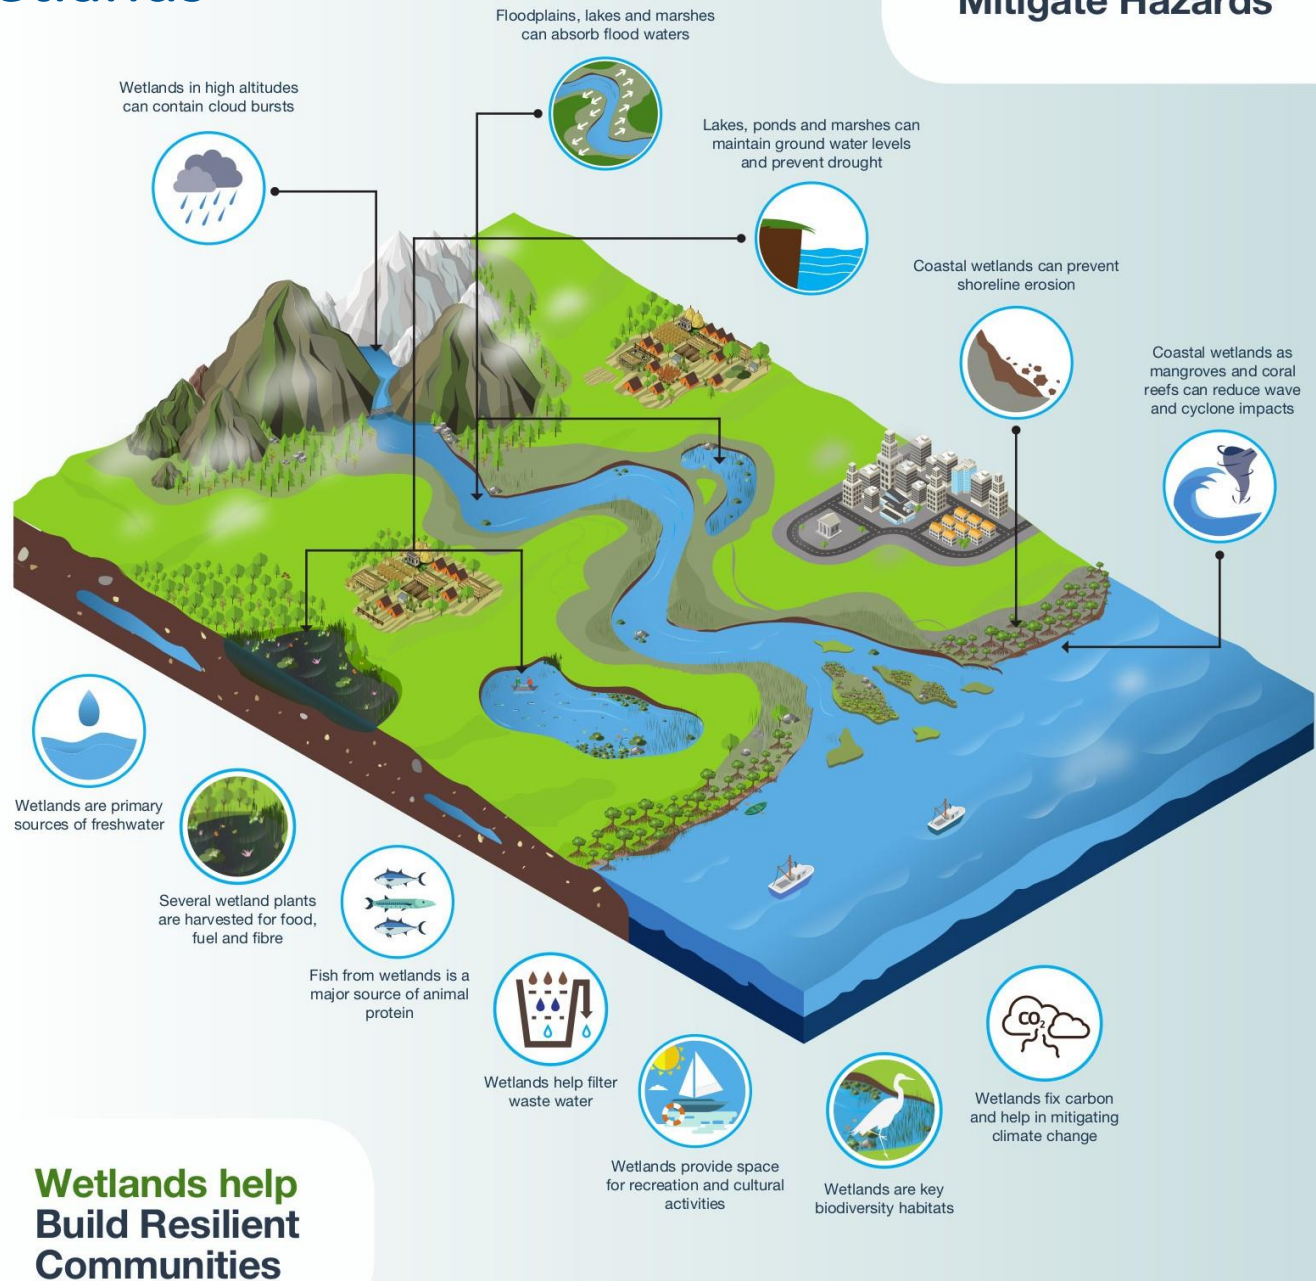 Mitigate Hazards
Floodplains, lakes and marshes
can absorb flood waters
Wetlands in high altitudes
can contain cloud bursts
Lakes, ponds and marshes can
maintain ground water levels
and prevent drought
Coastal wetlands can prevent
shoreline erosion
Coastal wetlands as
mangroves and coral
reefs can reduce wave
and cyclone impacts
Wetlands are primary
sources of freshwater
Several wetland plants
are harvested for food,
fuel and fibre
Fish from wetlands is a
major source of animal
protein
Wetlands help filter
waste water
Wetlands provide space
for recreation and cultural
activities
Wetlands are key
biodiversity habitats
CO₂
Wetlands fix carbon
and help in mitigating
climate change
Wetlands help
Build Resilient
Communities